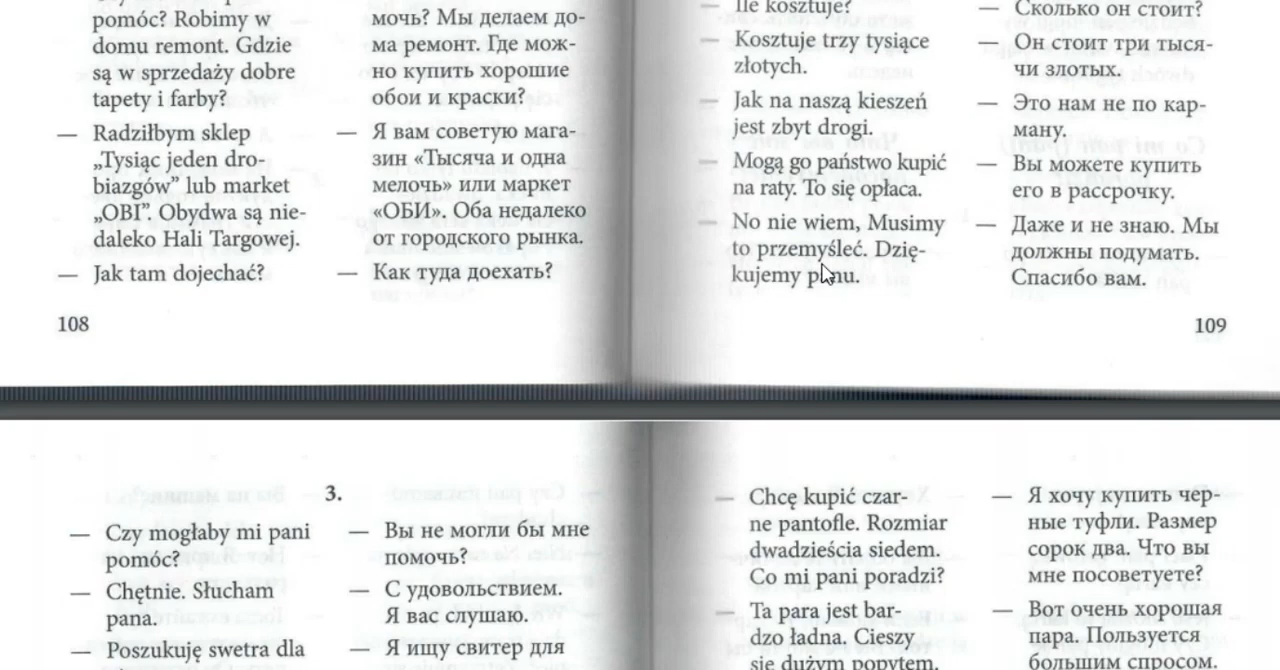 pomóc? Robimy w
domu remont. Gdzie
są w sprzedaży dobre
tapety i farby?
— Radziłbym sklep
„Tysiąc jeden dro-
biazgów” lub market
„OBI”. Obydwa są nie-
daleko Hali Targowej.
— Jak tam dojechać?
мочь? Мы делаем до-
ма ремонт. Где мож-
но купить хорошие
обои и краски?
— Я вам советую мага-
зин «Тысяча и одна
мелочь» или маркет
«ОБИ». Оба недалеко
от городского рынка.
— Как туда доехать?
108
Ile kosztuje?
— Kosztuje trzy tysiące
złotych.
— Jak na naszą kieszeń
jest zbyt drogi.
— Mogą go państwo kupić
na raty. To się opłaca.
— No nie wiem, Musimy
to przemyśleć. Dzię-
kujemy panu.
— Сколько он стоит?
— Он стоит три тыся-
чи злотых.
— Это нам не по кар-
ману.
— Вы можете купить
его в рассрочку.
— Даже и не знаю. Мы
должны подумать.
Спасибо вам.
109
3.
— Czy mogłaby mi pani
pomóc?
— Chętnie. Słucham
pana.
— Poszukuję swetra dla
— Вы не могли бы мне
помочь?
— С удовольствием.
Я вас слушаю.
— Я ищу свитер для
— Chcę kupić czar-
ne pantofle. Rozmiar
dwadzieścia siedem.
Co mi pani poradzi?
— Ta para jest bar-
dzo ładna. Cieszy
się dużym popytem.
— Я хочу купить чер-
ные туфли. Размер
сорок два. Что вы
мне посоветуете?
— Вот очень хорошая
пара. Пользуется
большим спросом.